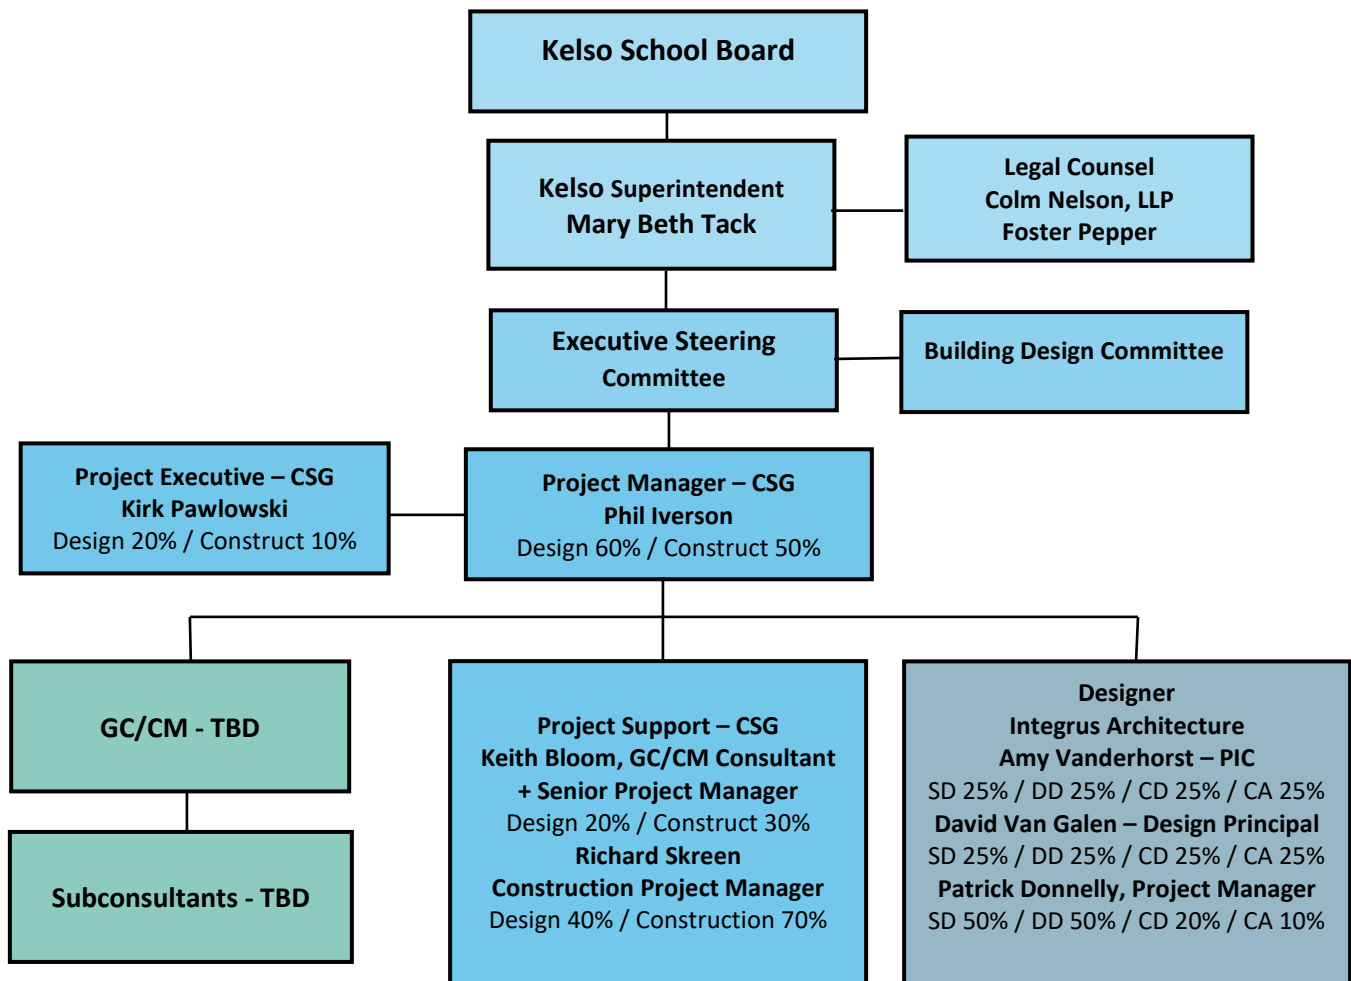 Kelso School Board
Kelso Superintendent
Mary Beth Tack
Legal Counsel
Colm Nelson, LLP
Foster Pepper
Executive Steering
Committee
Building Design Committee
Project Executive – CSG
Kirk Pawlowski
Design 20% / Construct 10%
Project Manager – CSG
Phil Iverson
Design 60% / Construct 50%
GC/CM - TBD
Subconsultants - TBD
Project Support – CSG
Keith Bloom, GC/CM Consultant
+ Senior Project Manager
Design 20% / Construct 30%
Richard Skreen
Construction Project Manager
Design 40% / Construction 70%
Designer
Integrus Architecture
Amy Vanderhorst – PIC
SD 25% / DD 25% / CD 25% / CA 25%
David Van Galen – Design Principal
SD 25% / DD 25% / CD 25% / CA 25%
Patrick Donnelly, Project Manager
SD 50% / DD 50% / CD 20% / CA 10%